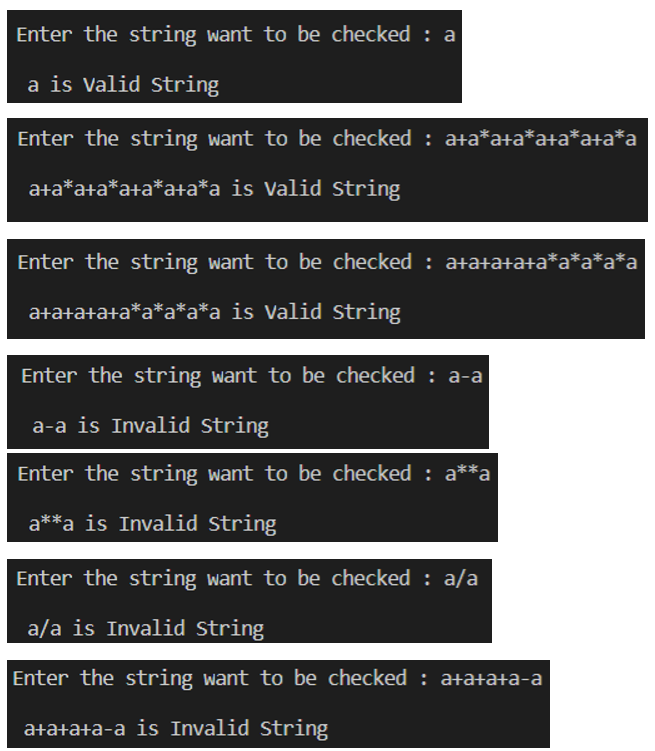 Enter the string want to be checked : a
a is Valid String
Enter the string want to be checked : a+a*a+a*a+a*a+a*a
a+a*a+a*a+a*a+a*a is Valid String
Enter the string want to be checked : a+a+a+a+a*a*a*a*a
a+a+a+a+a*a*a*a*a is Valid String
Enter the string want to be checked : a-a
a-a is Invalid String
Enter the string want to be checked : a**a
a**a is Invalid String
Enter the string want to be checked : a/a
a/a is Invalid String
Enter the string want to be checked : a+a+a+a-a
a+a+a+a-a is Invalid String